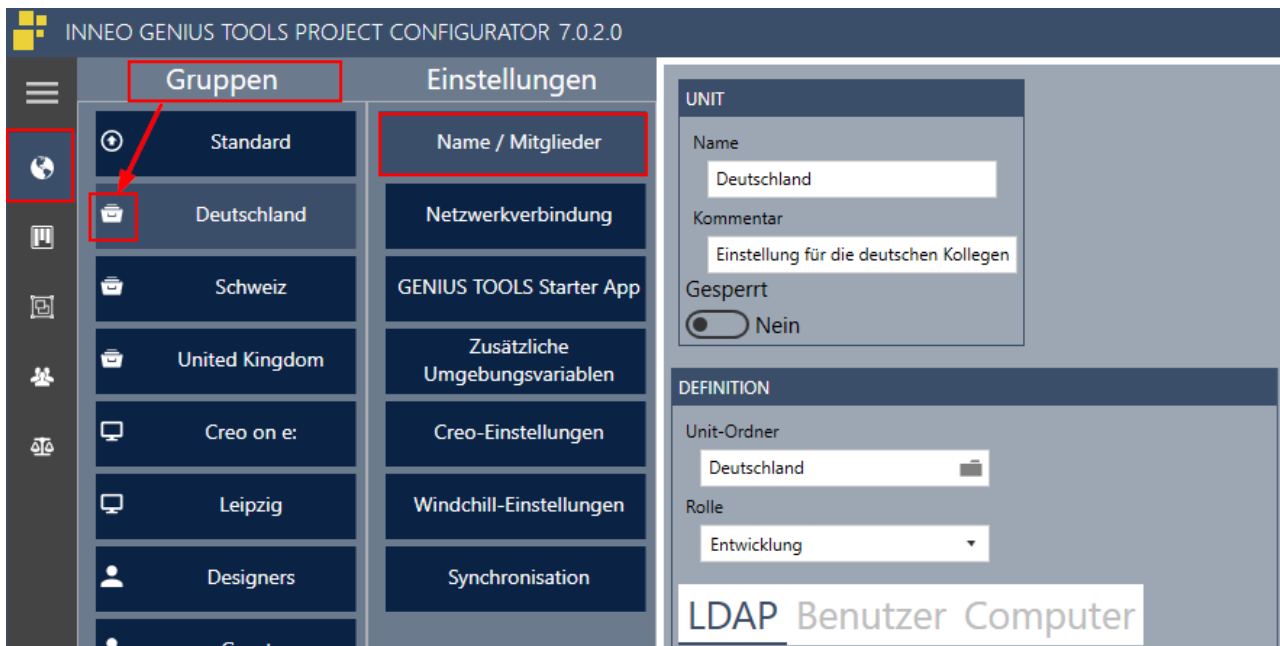 INNEO GENIUS TOOLS PROJECT CONFIGURATOR 7.0.2.0
Gruppen
Standard
Deutschland
Schweiz
United Kingdom
Creo on e:
Leipzig
Designers
Einstellungen
Name / Mitglieder
Netzwerkverbindung
GENIUS TOOLS Starter App
Zusätzliche
Umgebungsvariablen
Creo-Einstellungen
Windchill-Einstellungen
Synchronisation
UNIT
Name
Deutschland
Kommentar
Einstellung für die deutschen Kollegen
Gesperrt
Nein
DEFINITION
Unit-Ordner
Deutschland
Rolle
Entwicklung
LDAP Benutzer Computer